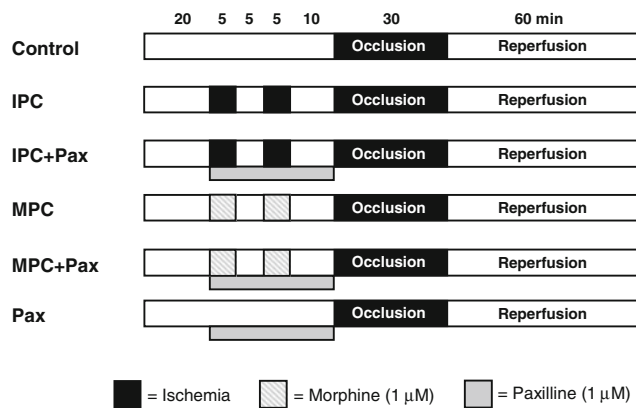 20 5 5 5 10 30 60 min
Control Occlusion Reperfusion
IPC Occlusion Reperfusion
IPC+Pax Occlusion Reperfusion
MPC Occlusion Reperfusion
MPC+Pax Occlusion Reperfusion
Pax Occlusion Reperfusion
= Ischemia = Morphine (1 μM) = Paxilline (1 μM)